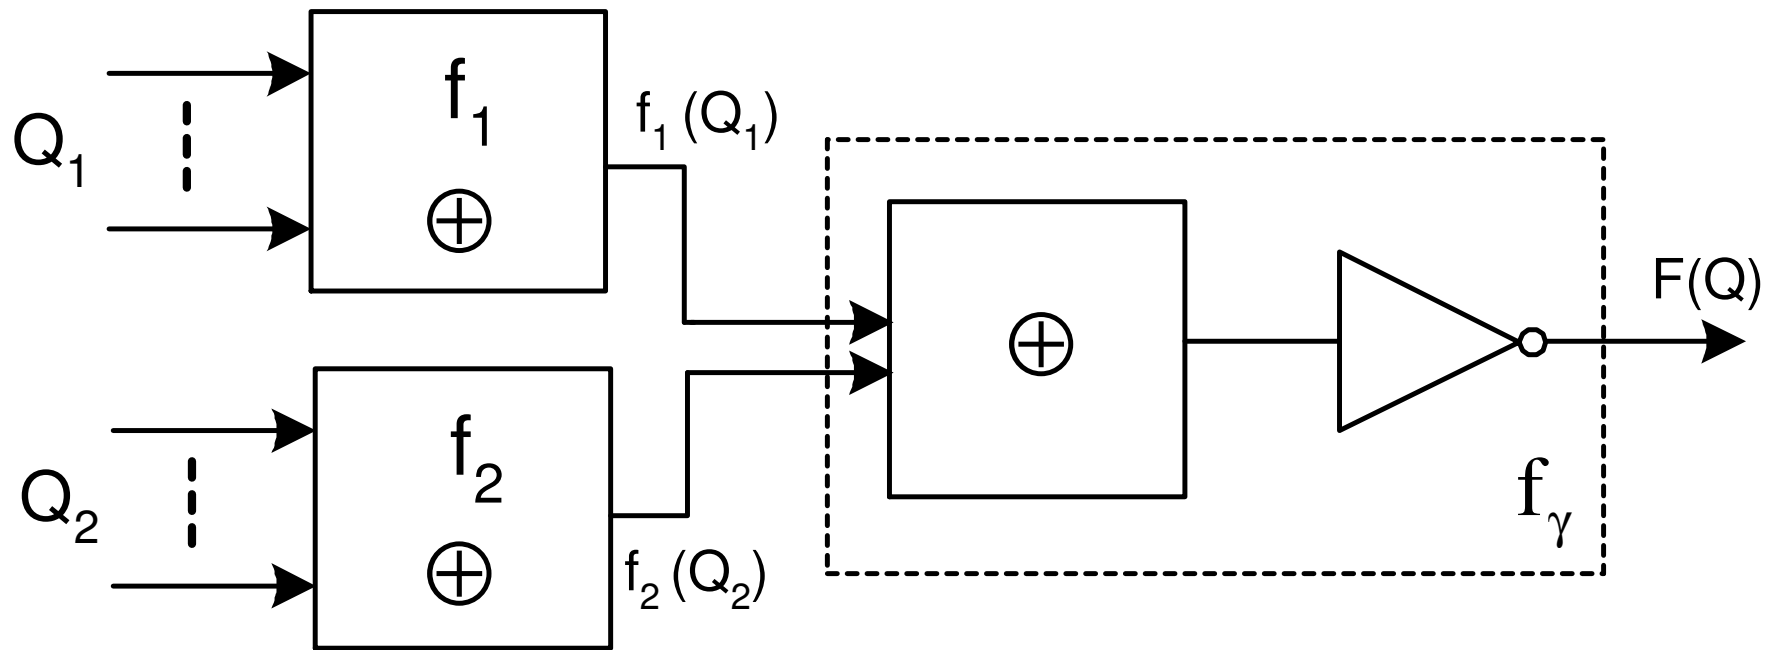 Q₁
f₁
⊕
f₁ (Q₁)
Q₂
f₂
⊕
f₂ (Q₂)
⊕
fᵧ
F(Q)